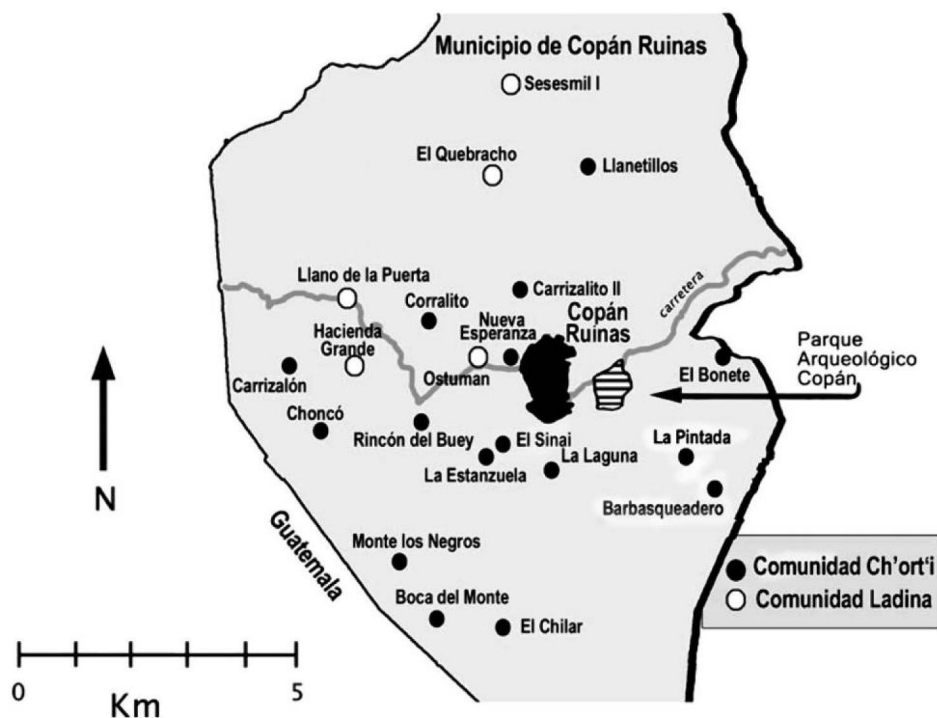 Municipio de Copán Ruinas
Sesesmil I
El Quebracho
Llanetillos
Llano de la Puerta
Carrizalito II
carretera
Corralito
Nueva
Esperanza
Copán
Ruinas
Hacienda
Grande
Parque
Arqueológico
Copán
Carrizalón
Ostuman
El Bonete
Choncó
Rincón del Buey
El Sinai
La Pintada
La Estanzuela
La Laguna
Barbasqueadero
N
Guatemala
Monte los Negros
Boca del Monte
El Chilar
Comunidad Ch'ort'i
Comunidad Ladina
0
5
Km